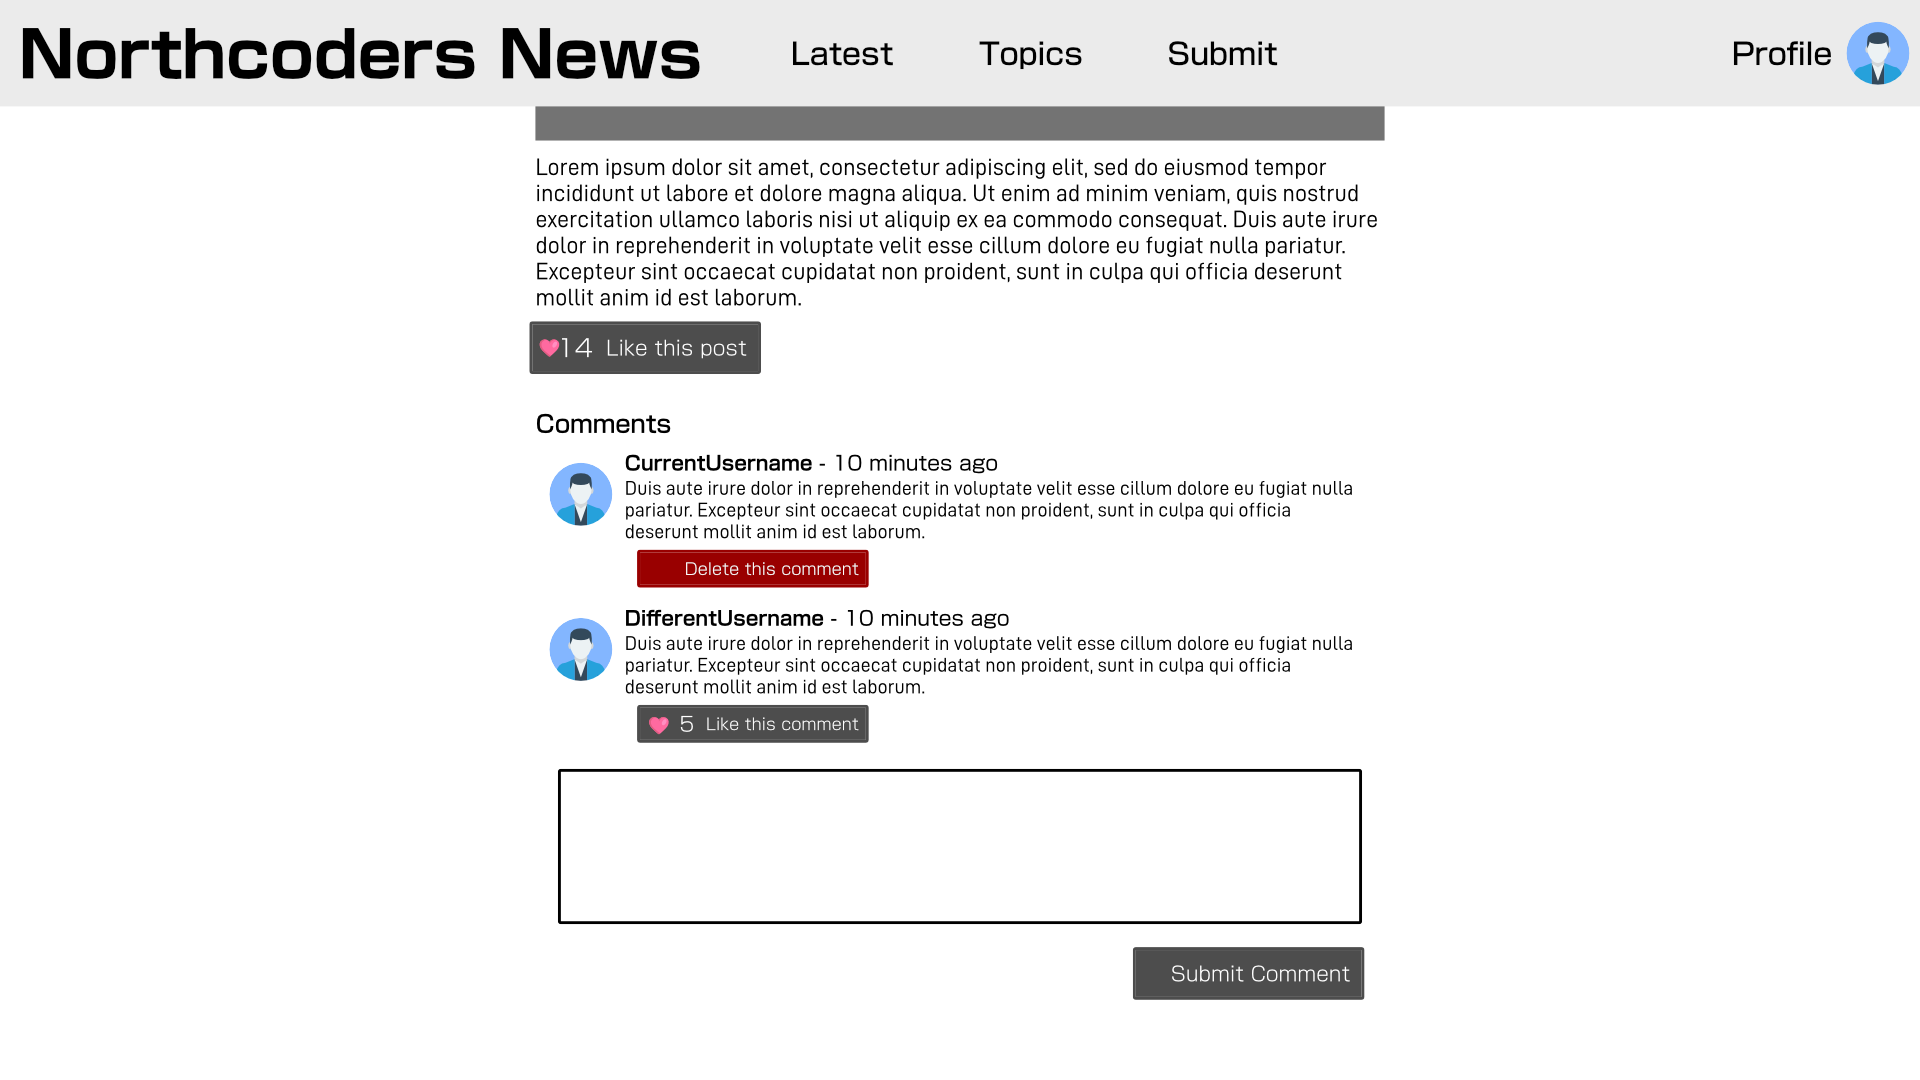 Northcoders News Latest Topics Submit Profile
Lorem ipsum dolor sit amet, consectetur adipiscing elit, sed do eiusmod tempor
incididunt ut labore et dolore magna aliqua. Ut enim ad minim veniam, quis nostrud
exercitation ullamco laboris nisi ut aliquip ex ea commodo consequat. Duis aute irure
dolor in reprehenderit in voluptate velit esse cillum dolore eu fugiat nulla pariatur.
Excepteur sint occaecat cupidatat non proident, sunt in culpa qui officia deserunt
mollit anim id est laborum.
14 Like this post
Comments
CurrentUsername - 10 minutes ago
Duis aute irure dolor in reprehenderit in voluptate velit esse cillum dolore eu fugiat nulla
pariatur. Excepteur sint occaecat cupidatat non proident, sunt in culpa qui officia
deserunt mollit anim id est laborum.
Delete this comment
DifferentUsername - 10 minutes ago
Duis aute irure dolor in reprehenderit in voluptate velit esse cillum dolore eu fugiat nulla
pariatur. Excepteur sint occaecat cupidatat non proident, sunt in culpa qui officia
deserunt mollit anim id est laborum.
5 Like this comment
Submit Comment